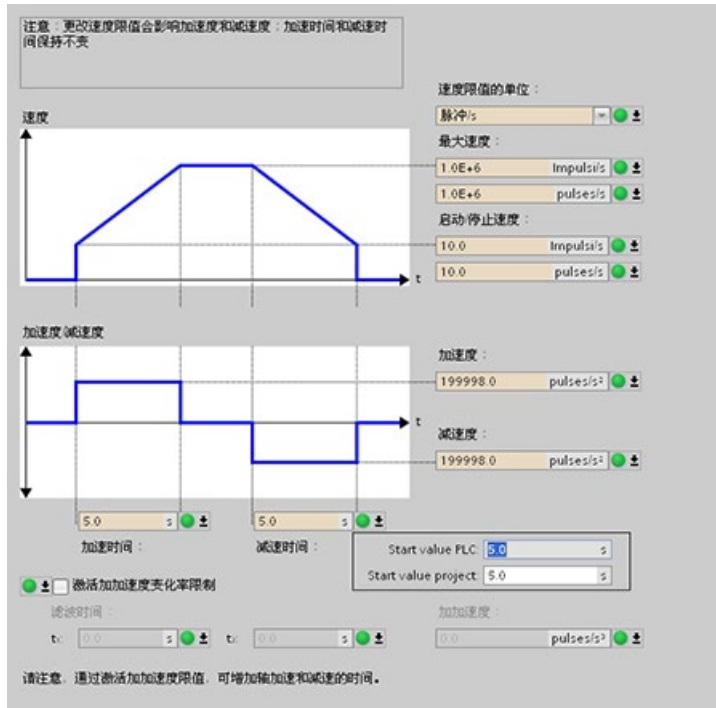 注意：更改速度限值会影响加速度和减速度：加速时间和减速时
间保持不变
速度限值的单位：
脉冲/s
速度
最大速度：
1.0E+6 Impulsi/s
1.0E+6 pulses/s
启动/停止速度：
10.0 Impulsi/s
10.0 pulses/s
t
加速度/减速度
加速度：
199998.0 pulses/s²
t
减速度：
199998.0 pulses/s²
5.0 s
5.0 s
加速时间：
减速时间：
Start value PLC: 5.0 s
Start value project: 5.0 s
激活加加速度变化率限制
滤波时间：
加加速度：
0.0 s
0.0 s
0.0 pulses/s³
请注意，通过激活加加速度限值，可增加轴加速和减速的时间。